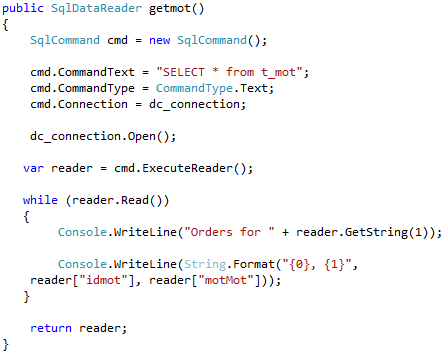 public SqlDataReader getmot()
{
SqlCommand cmd = new SqlCommand();
cmd.CommandText = "SELECT * from t_mot";
cmd.CommandType = CommandType.Text;
cmd.Connection = dc_connection;
dc_connection.Open();
var reader = cmd.ExecuteReader();
while (reader.Read())
{
Console.WriteLine("Orders for " + reader.GetString(1));
Console.WriteLine(String.Format("{0}, {1}",
reader["idmot"], reader["motMot"]));
}
return reader;
}